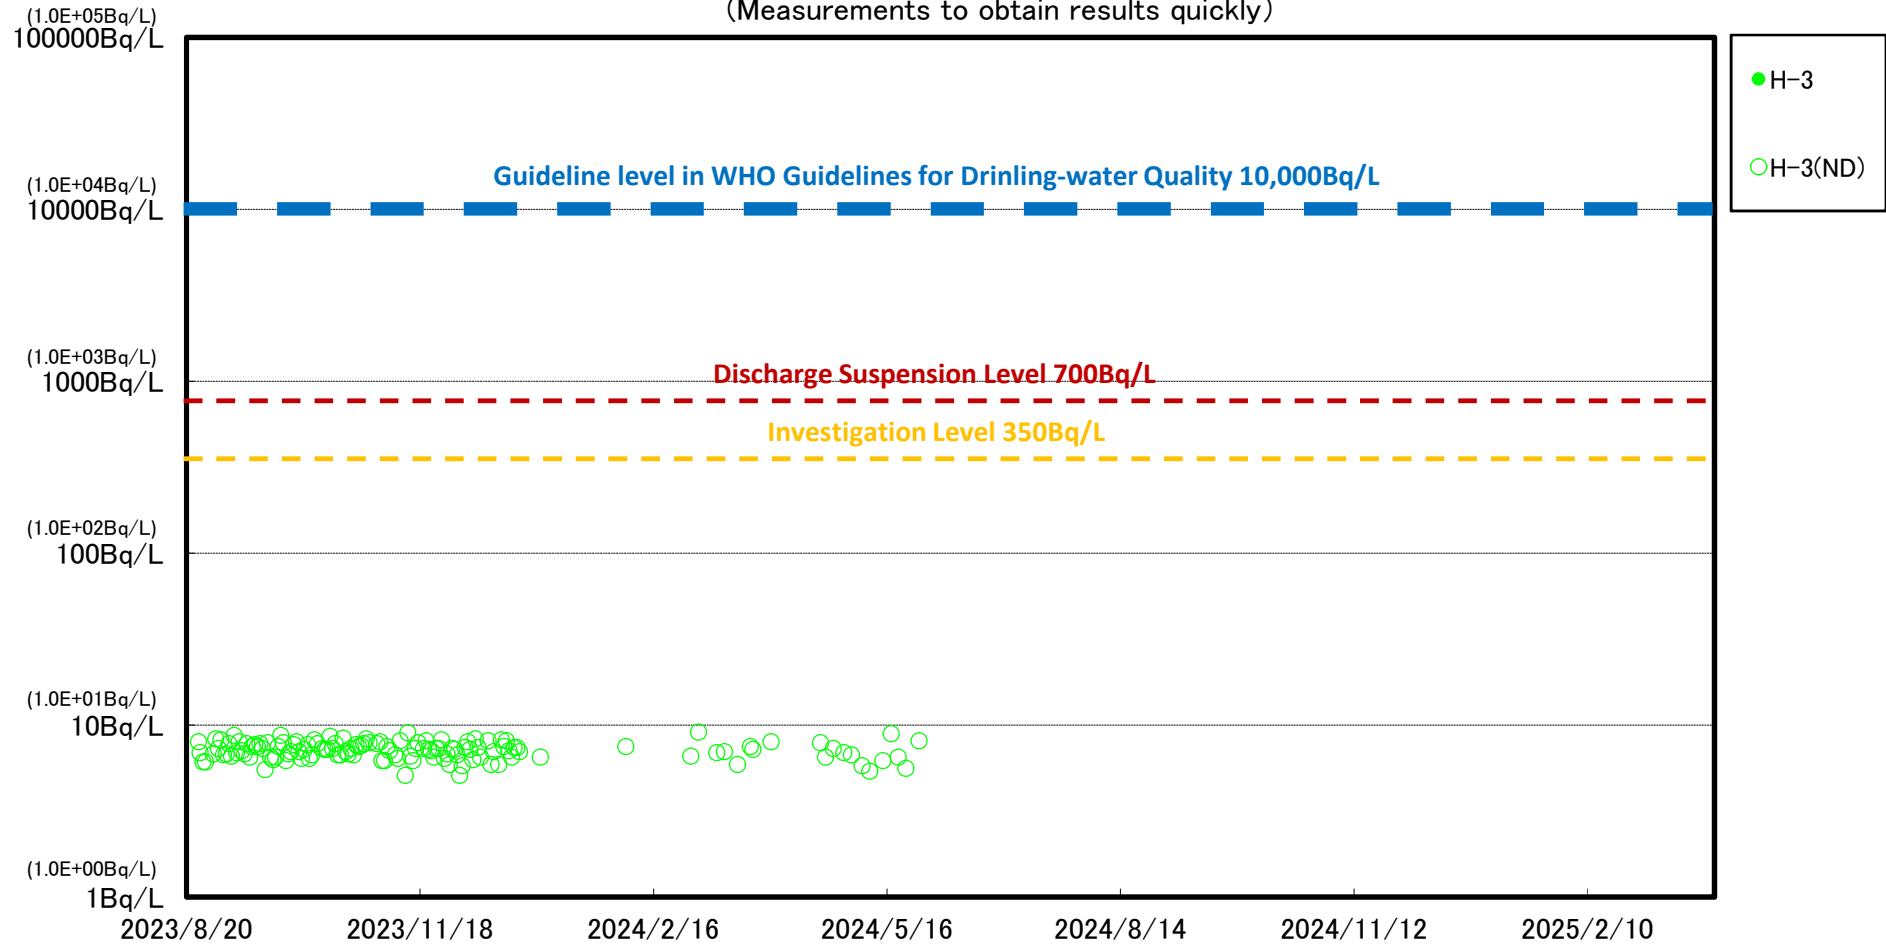 (Measurements to obtain results quickly)
(1.0E+05Bq/L)
100000Bq/L
H-3
H-3(ND)
Guideline level in WHO Guidelines for Drinling-water Quality 10,000Bq/L
(1.0E+04Bq/L)
10000Bq/L
(1.0E+03Bq/L)
1000Bq/L
Discharge Suspension Level 700Bq/L
Investigation Level 350Bq/L
(1.0E+02Bq/L)
100Bq/L
(1.0E+01Bq/L)
10Bq/L
(1.0E+00Bq/L)
1Bq/L
2023/8/20 2023/11/18 2024/2/16 2024/5/16 2024/8/14 2024/11/12 2025/2/10